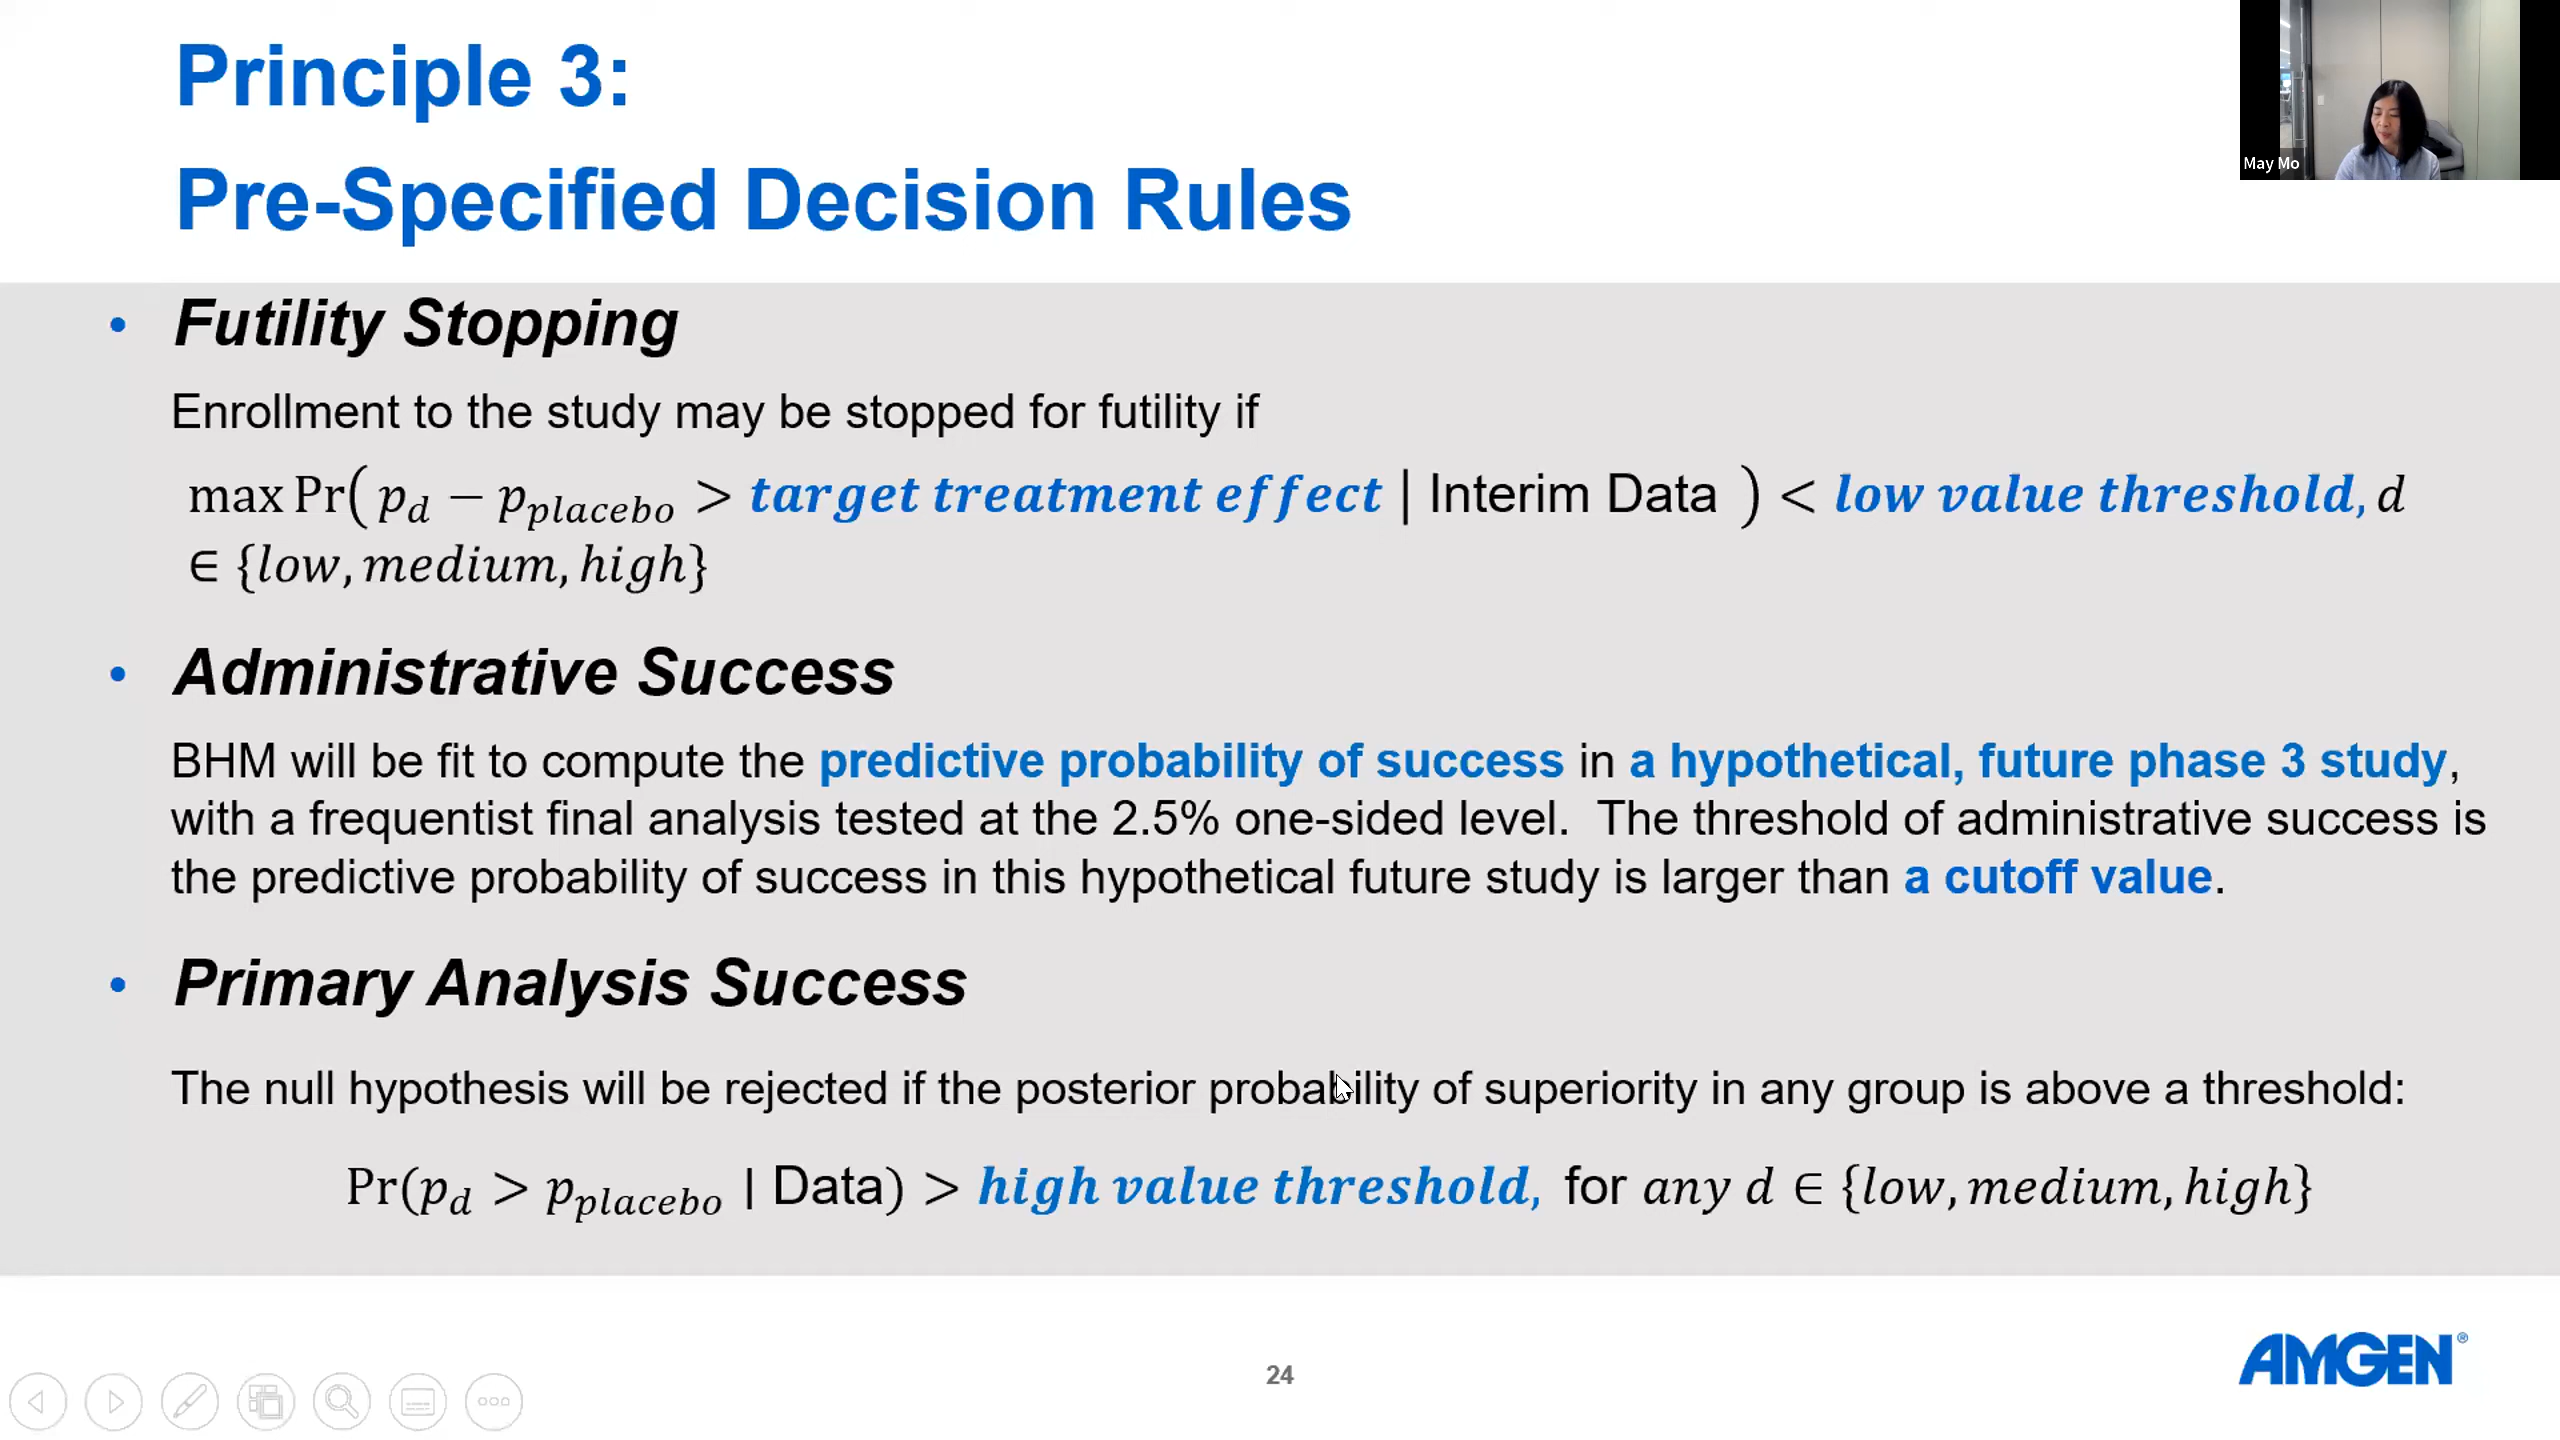 Principle 3:
Pre-Specified Decision Rules
May Mo
• Futility Stopping
Enrollment to the study may be stopped for futility if
max Pr( p_d − p_placebo > target treatment effect | Interim Data ) < low value threshold, d
∈ {low, medium, high}
• Administrative Success
BHM will be fit to compute the predictive probability of success in a hypothetical, future phase 3 study,
with a frequentist final analysis tested at the 2.5% one-sided level. The threshold of administrative success is
the predictive probability of success in this hypothetical future study is larger than a cutoff value.
• Primary Analysis Success
The null hypothesis will be rejected if the posterior probability of superiority in any group is above a threshold:
Pr(p_d > p_placebo | Data) > high value threshold, for any d ∈ {low, medium, high}
AMGEN®
24